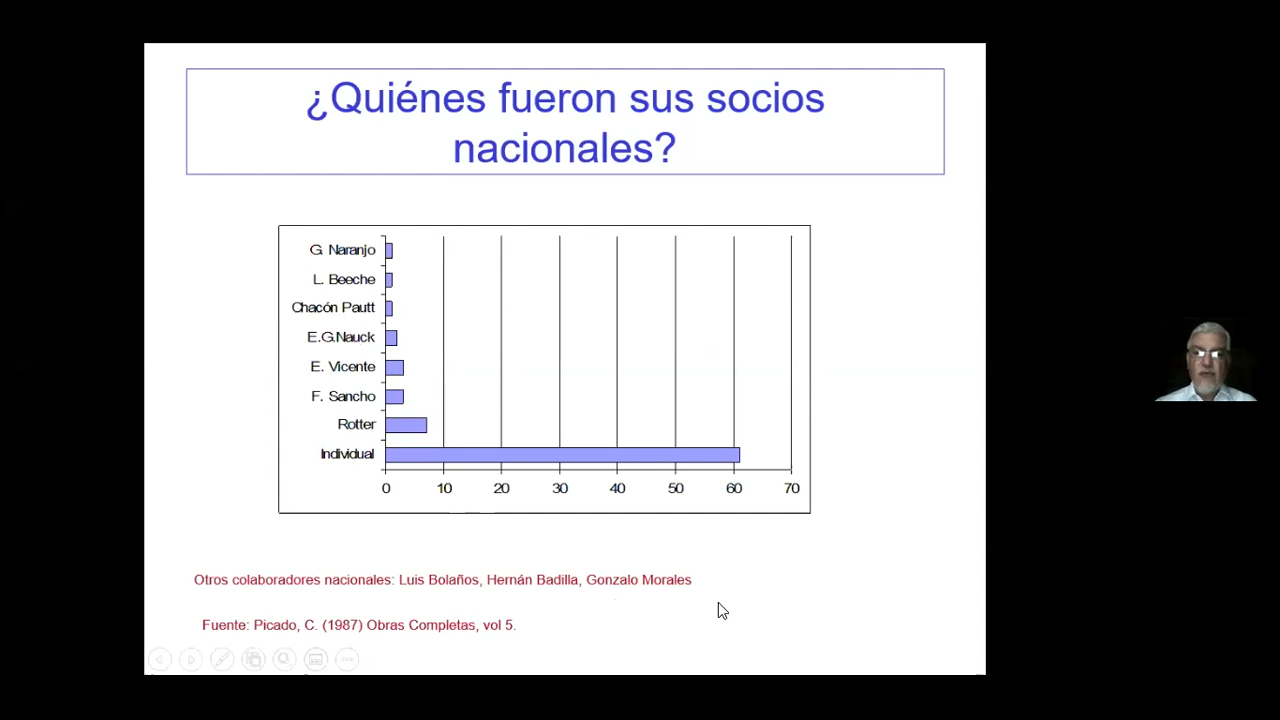 ¿Quiénes fueron sus socios
nacionales?
G. Naranjo
L. Beeche
Chacón Pautt
E.G.Nauck
E. Vicente
F. Sancho
Rotter
Individual
0 10 20 30 40 50 60 70
Otros colaboradores nacionales: Luis Bolaños, Hernán Badilla, Gonzalo Morales
Fuente: Picado, C. (1987) Obras Completas, vol 5.